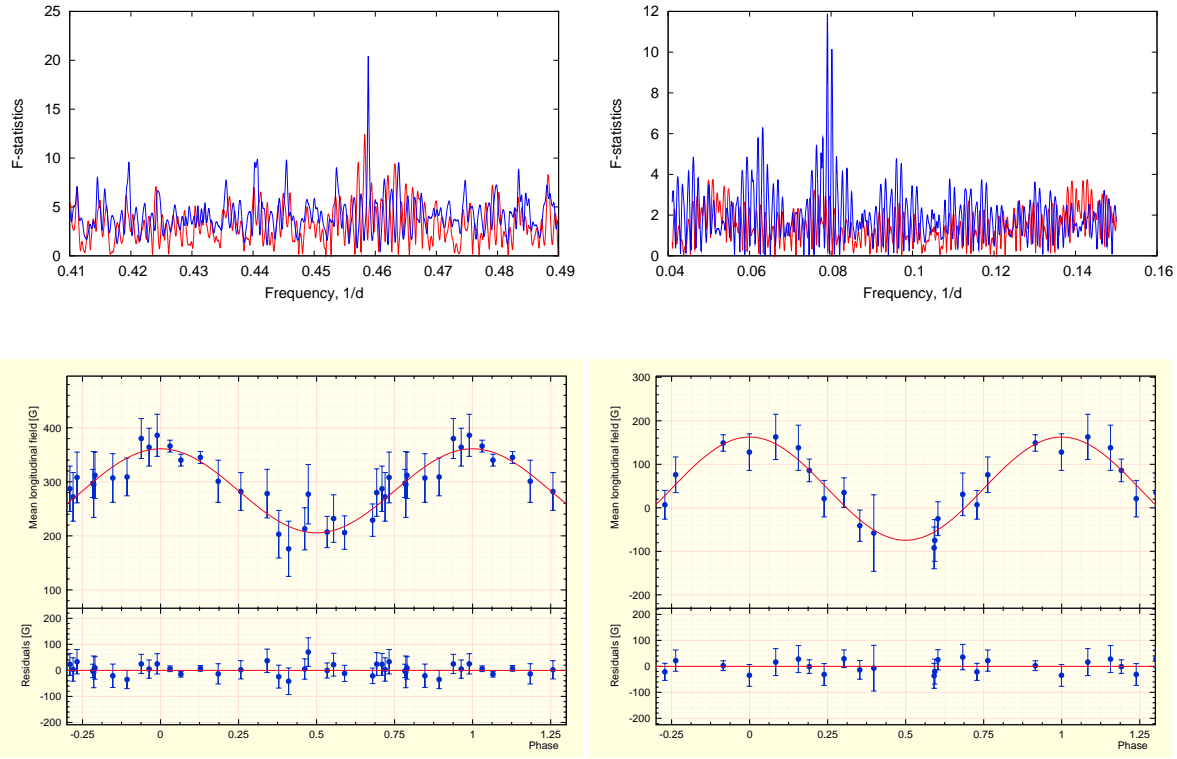 25
20
15
10
5
0
F-statistics
0.41 0.42 0.43 0.44 0.45 0.46 0.47 0.48 0.49
Frequency, 1/d
12
10
8
6
4
2
0
F-statistics
0.04 0.06 0.08 0.1 0.12 0.14 0.16
Frequency, 1/d
400
300
200
100
Mean longitudinal field [G]
200
100
0
-100
-200
Residuals [G]
-0.25 0 0.25 0.5 0.75 1 1.25
Phase
300
200
100
0
-100
-200
Mean longitudinal field [G]
200
100
0
-100
-200
Residuals [G]
-0.25 0 0.25 0.5 0.75 1 1.25
Phase